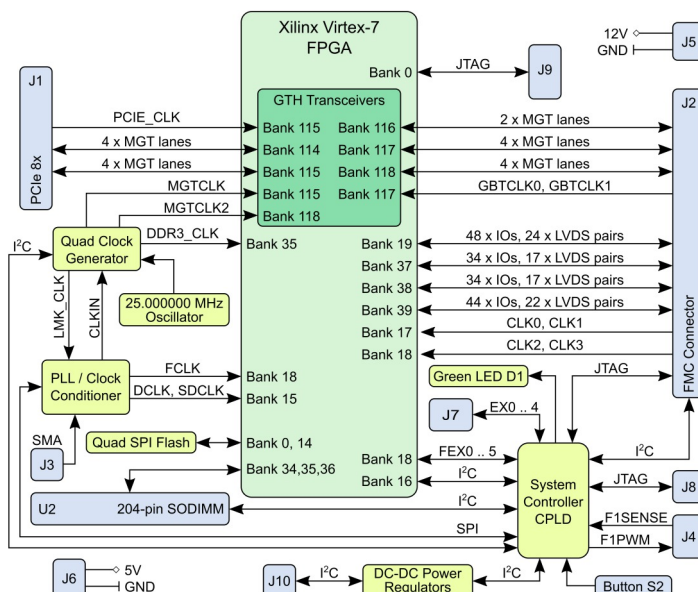 Xilinx Virtex-7
FPGA
12V
GND
J5
J1
Bank 0
JTAG
J9
J2
GTH Transceivers
PCIE_CLK
Bank 115
Bank 116
2 x MGT lanes
4 x MGT lanes
Bank 114
Bank 117
4 x MGT lanes
4 x MGT lanes
Bank 115
Bank 118
4 x MGT lanes
PCIe 8x
MGTCLK
Bank 115
Bank 117
GBTCLK0, GBTCLK1
MGTCLK2
Bank 118
I²C
Quad Clock
Generator
DDR3_CLK
Bank 35
Bank 19
48 x IOs, 24 x LVDS pairs
Bank 37
34 x IOs, 17 x LVDS pairs
Bank 38
34 x IOs, 17 x LVDS pairs
25.000000 MHz
Oscillator
Bank 39
44 x IOs, 22 x LVDS pairs
LMK_CLK
CLKIN
Bank 17
CLK0, CLK1
Bank 18
CLK2, CLK3
FMC Connector
PLL / Clock
Conditioner
FCLK
Bank 18
DCLK, SDCLK
Bank 15
Green LED D1
JTAG
J7
EX0 .. 4
SMA
J3
Quad SPI Flash
Bank 0, 14
Bank 18
FEX0 .. 5
I²C
Bank 34,35,36
Bank 16
I²C
System
Controller
CPLD
JTAG
J8
U2
204-pin SODIMM
I²C
F1SENSE
J4
SPI
F1PWM
J6
5V
GND
J10
I²C
DC-DC Power
Regulators
I²C
Button S2